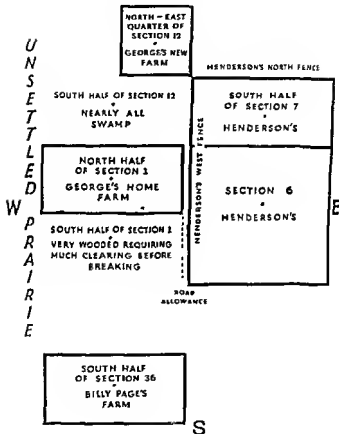 NORTH-EAST
QUARTER OF
SECTION 12
GEORGE'S NEW
FARM
HENDERSON'S NORTH FENCE
UNSETTLED PRAIRIE
SOUTH HALF OF SECTION 12
NEARLY ALL
SWAMP
SOUTH HALF
OF SECTION 7
HENDERSON'S
HENDERSON'S WEST FENCE
NORTH HALF
OF SECTION 1
GEORGE'S HOME
FARM
SECTION 6
HENDERSON'S
W
E
SOUTH HALF OF SECTION 1
VERY WOODED REQUIRING
MUCH CLEARING BEFORE
BREAKING
ROAD
ALLOWANCE
SOUTH HALF
OF SECTION 36
BILLY PAGE'S
FARM
S